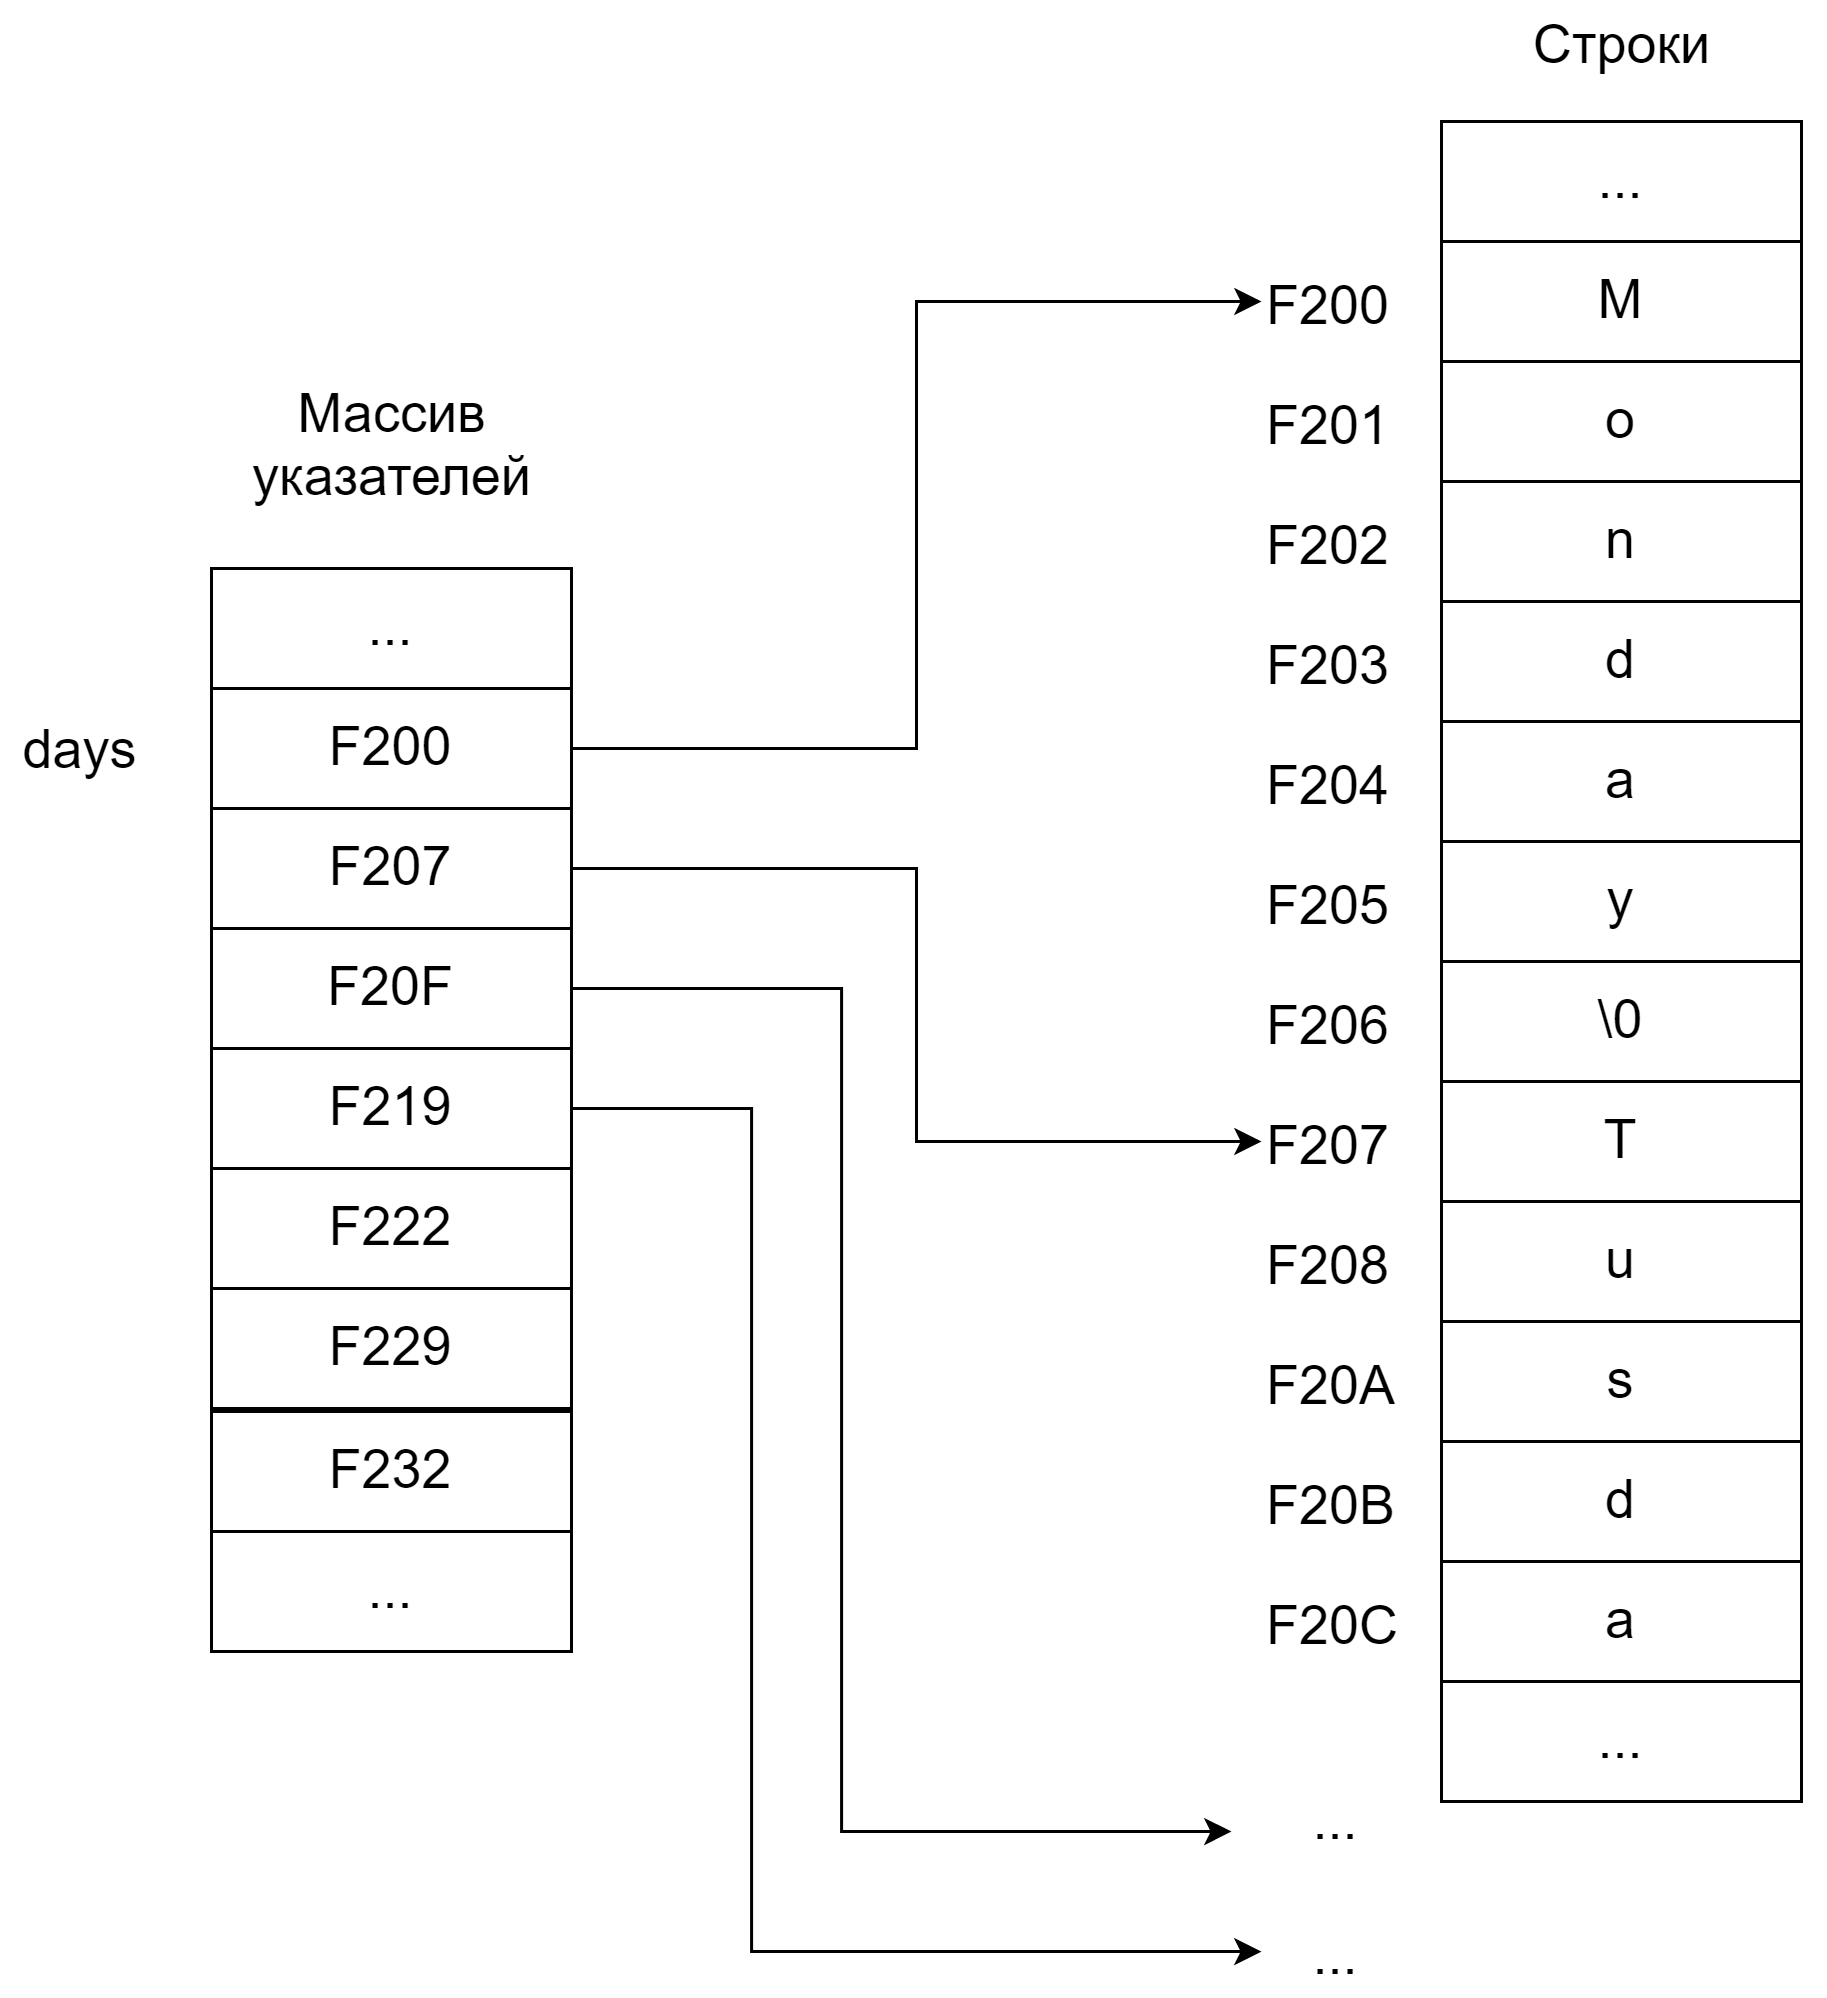 Строки
...
F200 M
F201 o
F202 n
F203 d
F204 a
F205 y
F206 \0
F207 T
F208 u
F20A s
F20B d
F20C a
...
...
...
Массив
указателей
...
days F200
F207
F20F
F219
F222
F229
F232
...